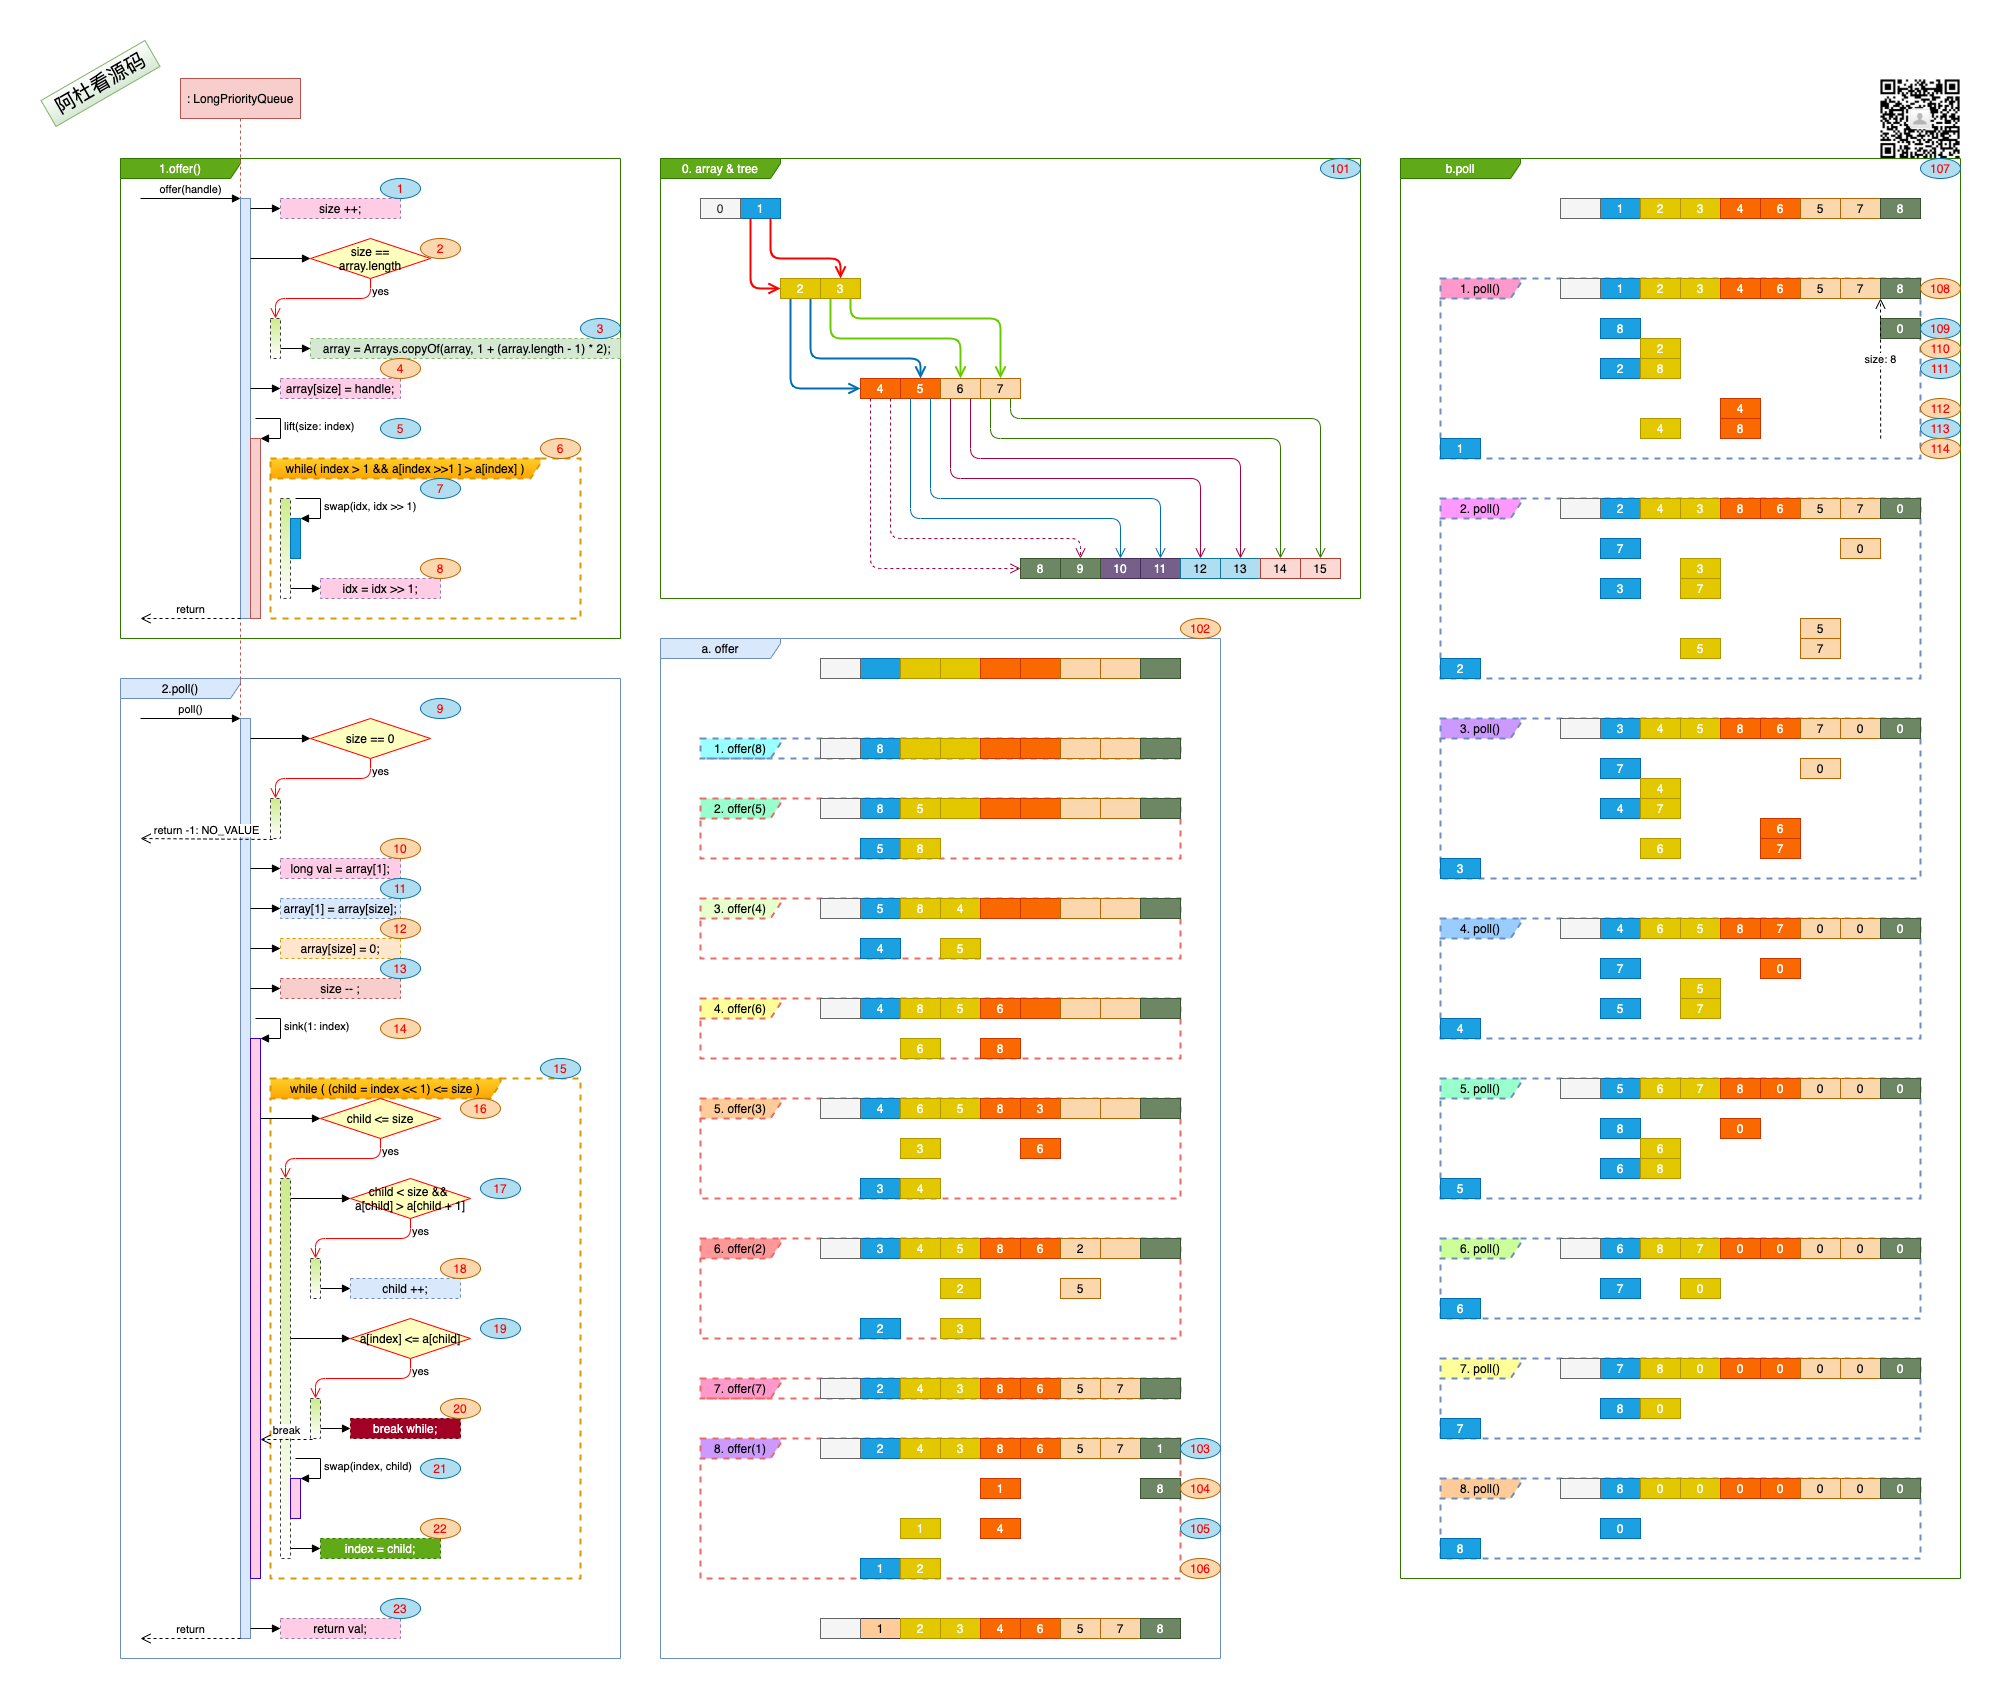 阿杜看源码
: LongPriorityQueue
1.offer()
offer(handle)
1
size ++;
2
size ==
array.length
yes
3
array = Arrays.copyOf(array, 1 + (array.length - 1) * 2);
4
array[size] = handle;
lift(size: index)
5
6
while( index > 1 && a[index >>1 ] > a[index] )
7
swap(idx, idx >> 1)
8
idx = idx >> 1;
return
2.poll()
poll()
9
size == 0
yes
return -1: NO_VALUE
10
long val = array[1];
11
array[1] = array[size];
12
array[size] = 0;
13
size -- ;
sink(1: index)
14
15
while ( (child = index << 1) <= size )
16
child <= size
yes
17
child < size &&
a[child] > a[child + 1]
yes
18
child ++;
19
a[index] <= a[child]
yes
20
break while;
break
swap(index, child)
21
22
index = child;
23
return val;
return
0. array & tree
101
0 1
2 3
4 5 6 7
8 9 10 11 12 13 14 15
102
a. offer
1. offer(8) 8
2. offer(5) 8 5
5 8
3. offer(4) 5 8 4
4 5
4. offer(6) 4 8 5 6
6 8
5. offer(3) 4 6 5 8 3
3 6
3 4
6. offer(2) 3 4 5 8 6 2
2 5
2 3
7. offer(7) 2 4 3 8 6 5 7
8. offer(1) 2 4 3 8 6 5 7 1 103
1 8 104
1 4 105
1 2 106
1 2 3 4 6 5 7 8
b.poll
107
1 2 3 4 6 5 7 8
1. poll() 1 2 3 4 6 5 7 8 108
8 0 109
2 110
size: 8
2 8 111
4 112
4 8 113
1 114
2. poll() 2 4 3 8 6 5 7 0
7 0
3
3 7
5
5 7
2
3. poll() 3 4 5 8 6 7 0 0
7 0
4
4 7
6
6 7
3
4. poll() 4 6 5 8 7 0 0 0
7 0
5
5 7
4
5. poll() 5 6 7 8 0 0 0 0
8 0
6
6 8
5
6. poll() 6 8 7 0 0 0 0 0
7 0
6
7. poll() 7 8 0 0 0 0 0 0
8 0
7
8. poll() 8 0 0 0 0 0 0 0
0
8